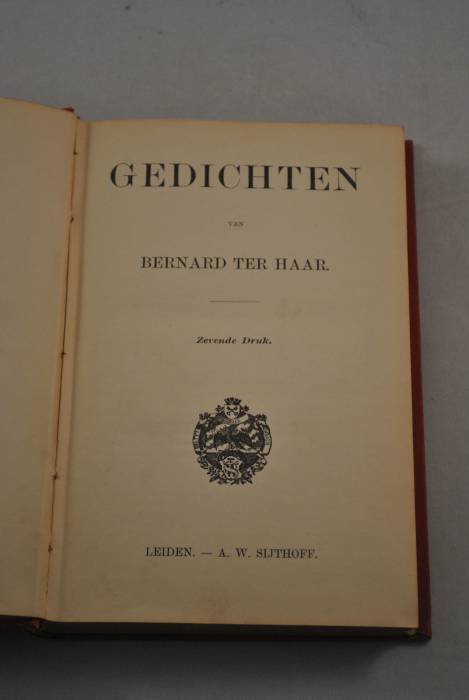 GEDICHTEN
VAN
BERNARD TER HAAR.
Zevende Druk.
LEIDEN. — A. W. SIJTHOFF.